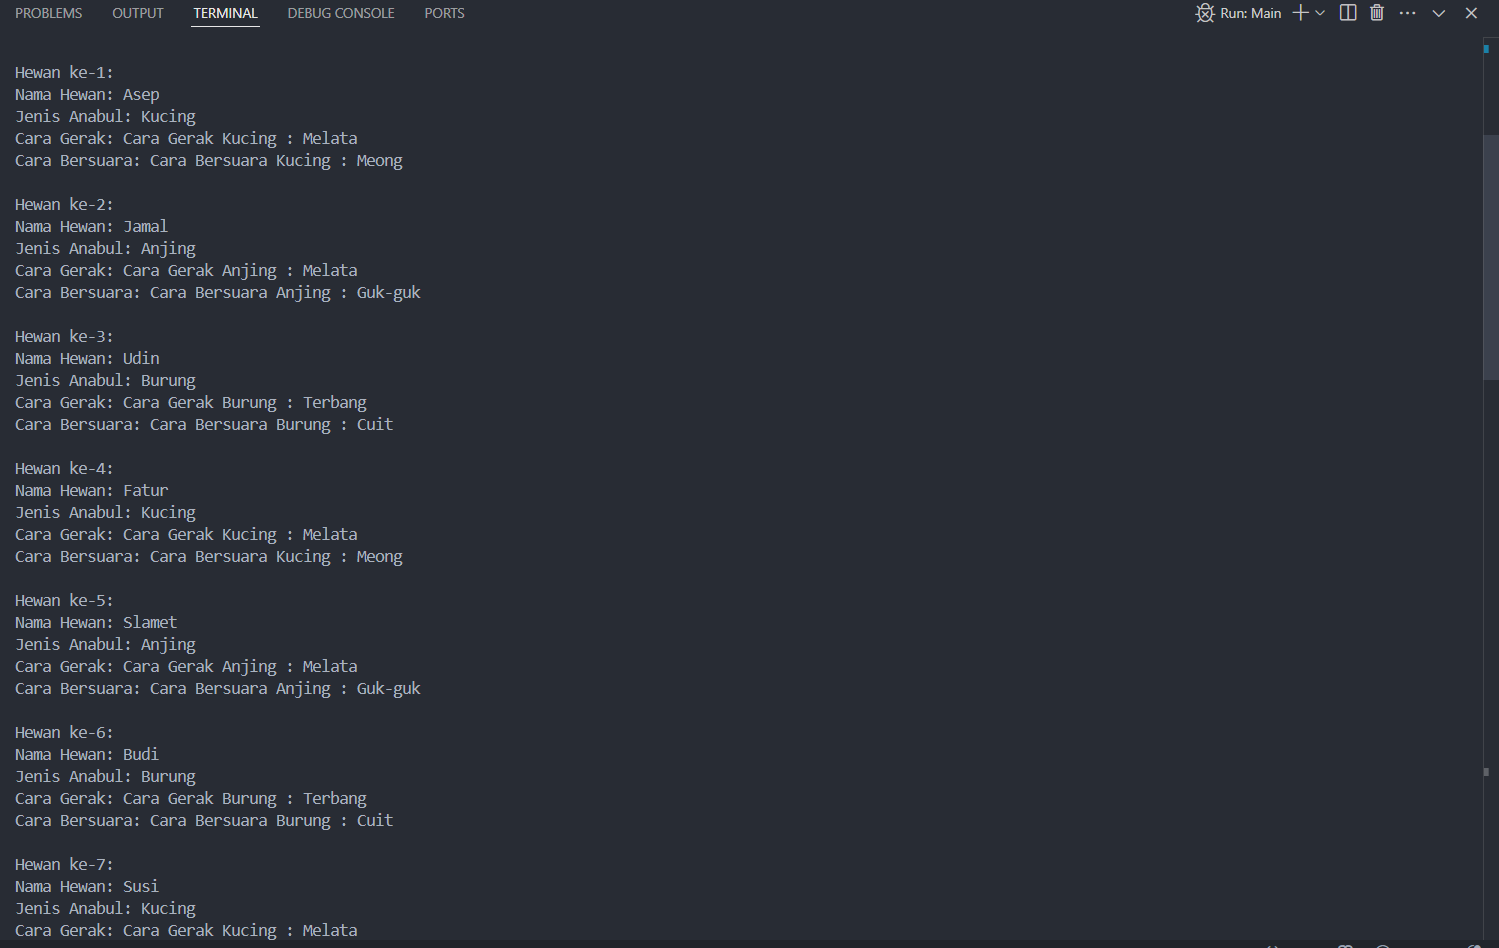 PROBLEMS OUTPUT TERMINAL DEBUG CONSOLE PORTS Run: Main
Hewan ke-1:
Nama Hewan: Asep
Jenis Anabul: Kucing
Cara Gerak: Cara Gerak Kucing : Melata
Cara Bersuara: Cara Bersuara Kucing : Meong
Hewan ke-2:
Nama Hewan: Jamal
Jenis Anabul: Anjing
Cara Gerak: Cara Gerak Anjing : Melata
Cara Bersuara: Cara Bersuara Anjing : Guk-guk
Hewan ke-3:
Nama Hewan: Udin
Jenis Anabul: Burung
Cara Gerak: Cara Gerak Burung : Terbang
Cara Bersuara: Cara Bersuara Burung : Cuit
Hewan ke-4:
Nama Hewan: Fatur
Jenis Anabul: Kucing
Cara Gerak: Cara Gerak Kucing : Melata
Cara Bersuara: Cara Bersuara Kucing : Meong
Hewan ke-5:
Nama Hewan: Slamet
Jenis Anabul: Anjing
Cara Gerak: Cara Gerak Anjing : Melata
Cara Bersuara: Cara Bersuara Anjing : Guk-guk
Hewan ke-6:
Nama Hewan: Budi
Jenis Anabul: Burung
Cara Gerak: Cara Gerak Burung : Terbang
Cara Bersuara: Cara Bersuara Burung : Cuit
Hewan ke-7:
Nama Hewan: Susi
Jenis Anabul: Kucing
Cara Gerak: Cara Gerak Kucing : Melata